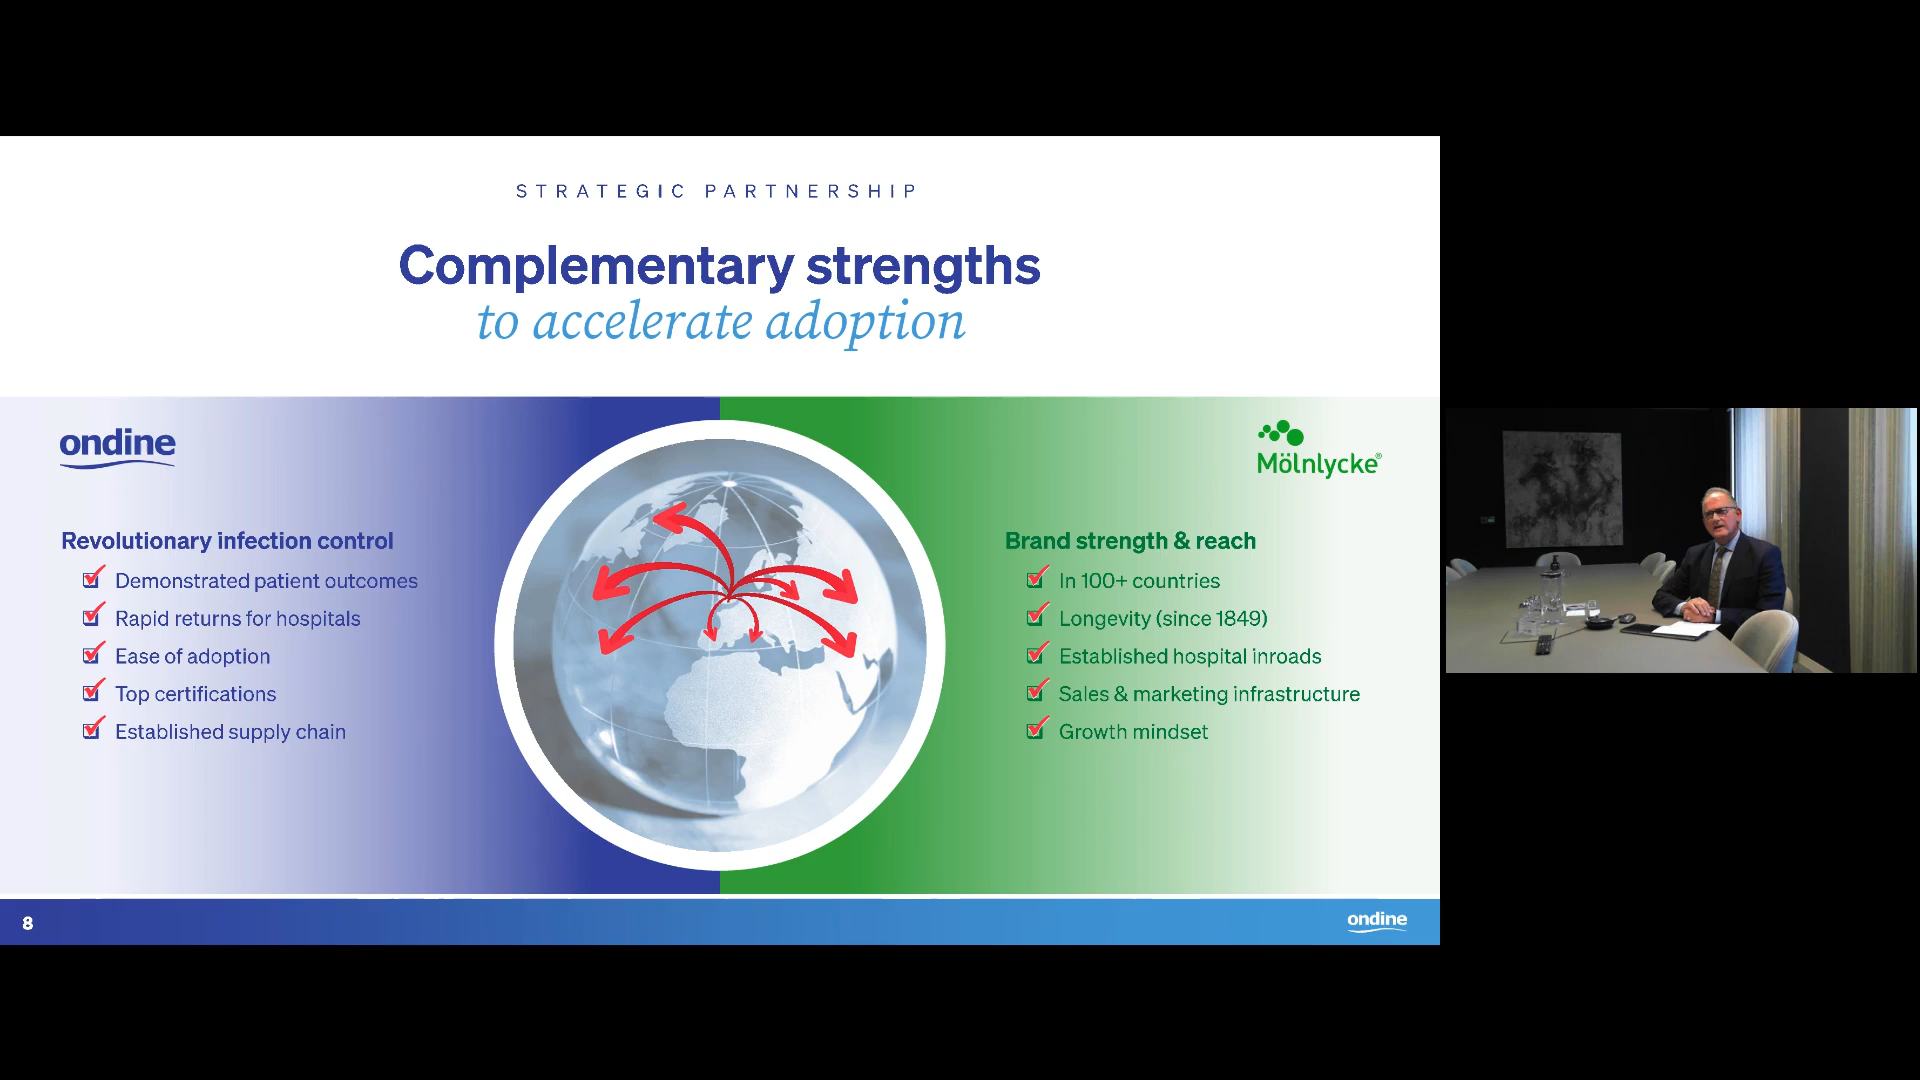 STRATEGIC PARTNERSHIP
Complementary strengths
to accelerate adoption
ondine
Revolutionary infection control
Demonstrated patient outcomes
Rapid returns for hospitals
Ease of adoption
Top certifications
Established supply chain
Mölnlycke®
Brand strength & reach
In 100+ countries
Longevity (since 1849)
Established hospital inroads
Sales & marketing infrastructure
Growth mindset
8
ondine